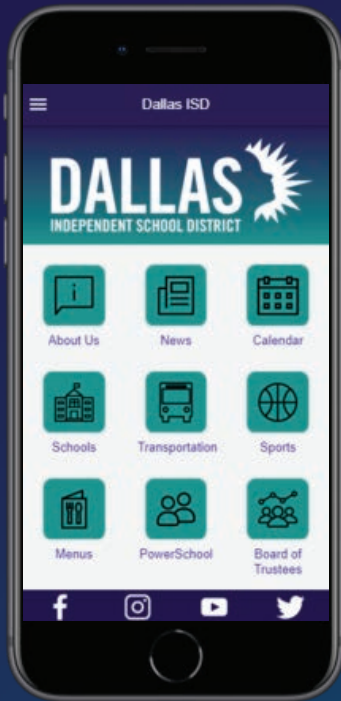 Dallas ISD
DALLAS
INDEPENDENT SCHOOL DISTRICT
About Us
News
Calendar
Schools
Transportation
Sports
Menus
PowerSchool
Board of
Trustees